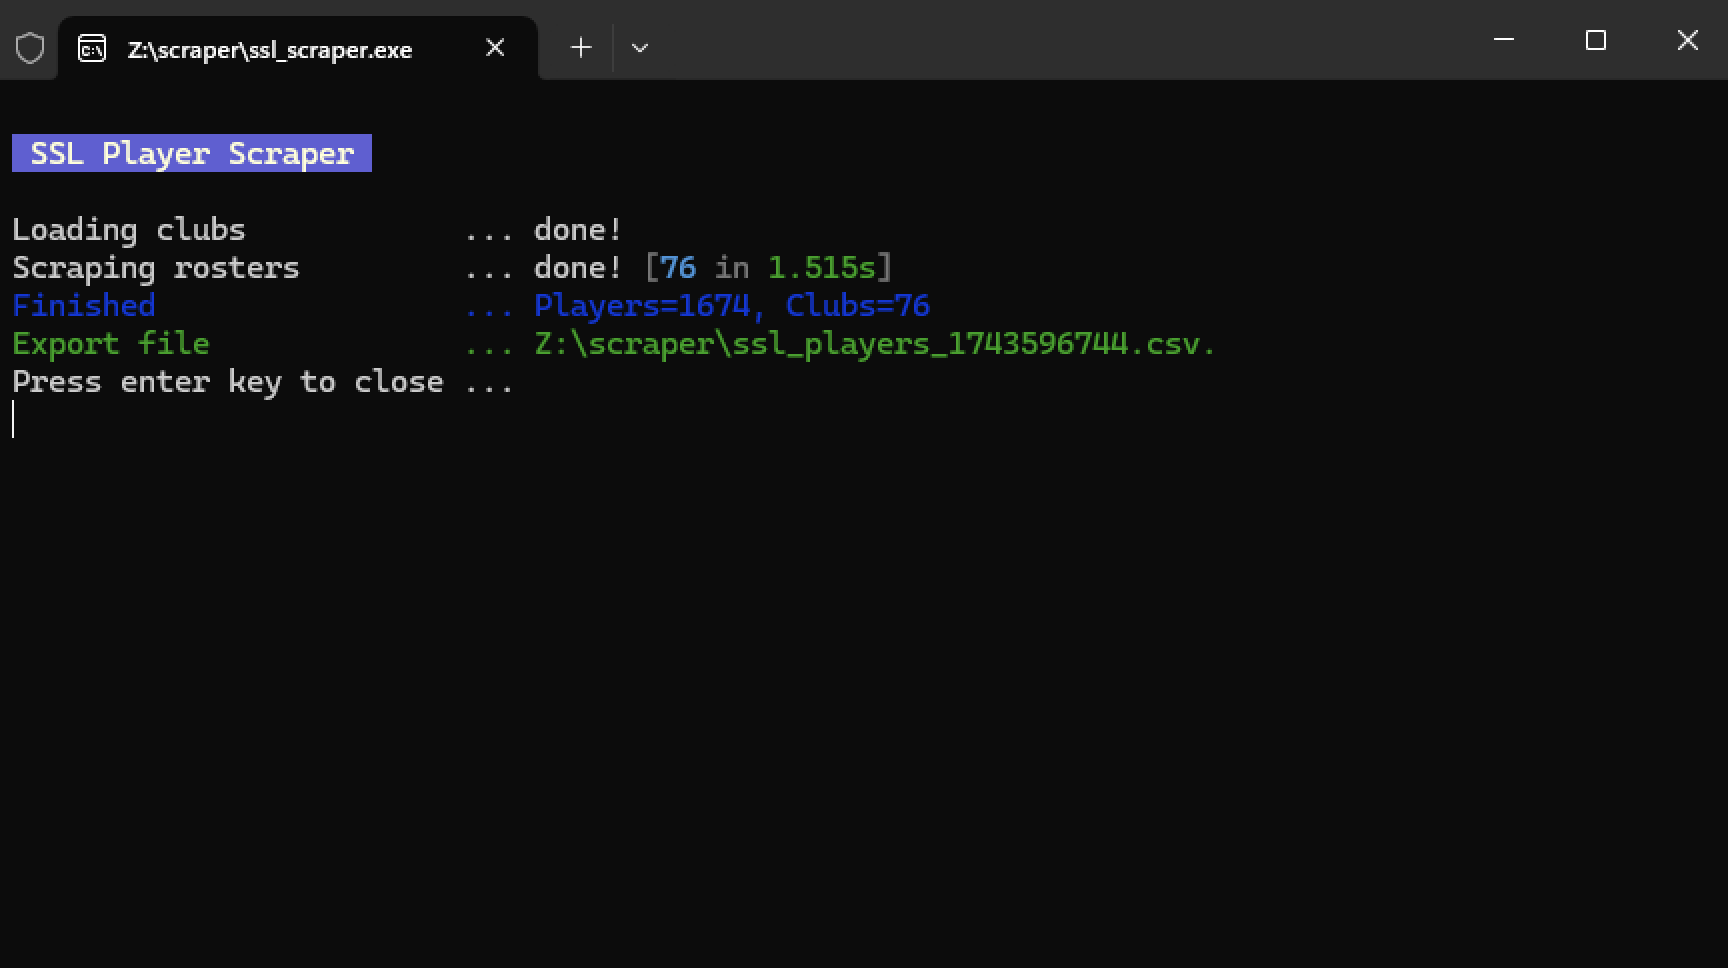 Z:\scraper\ssl_scraper.exe
SSL Player Scraper
Loading clubs ... done!
Scraping rosters ... done! [76 in 1.515s]
Finished ... Players=1674, Clubs=76
Export file ... Z:\scraper\ssl_players_1743596744.csv.
Press enter key to close ...